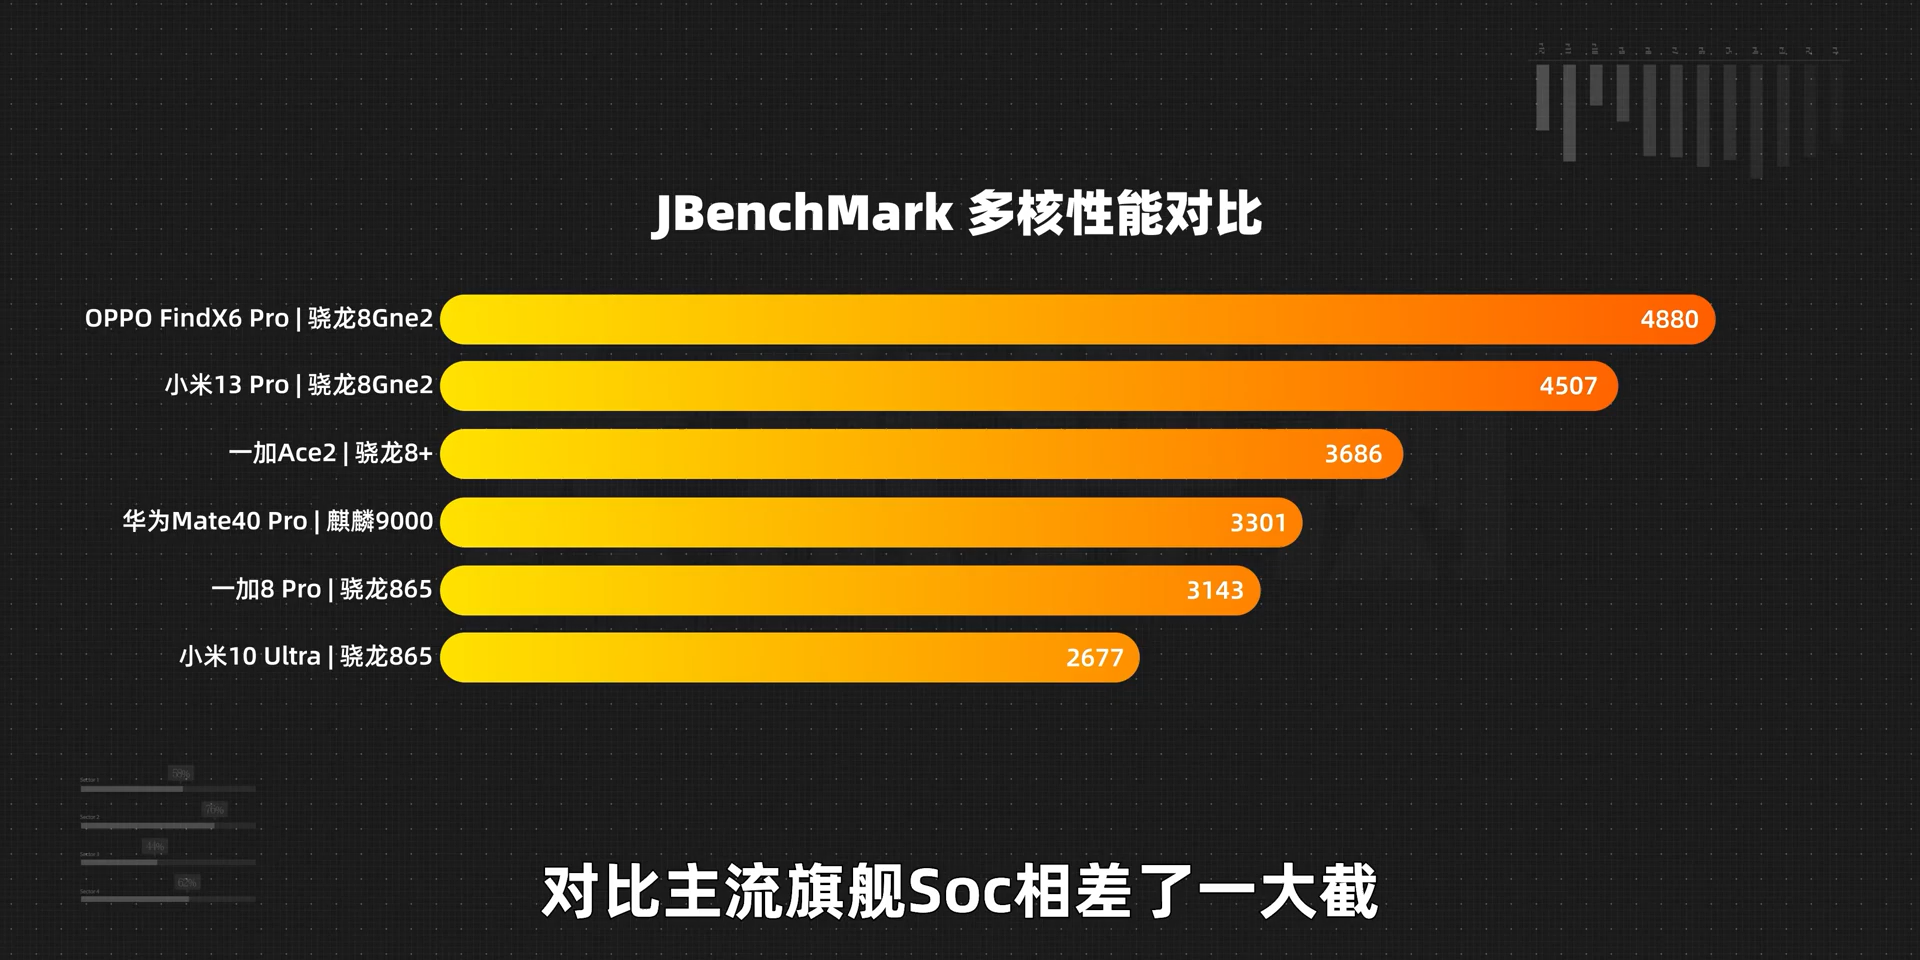 JBenchMark 多核性能对比
OPPO FindX6 Pro | 骁龙8Gne2 4880
小米13 Pro | 骁龙8Gne2 4507
一加Ace2 | 骁龙8+ 3686
华为Mate40 Pro | 麒麟9000 3301
一加8 Pro | 骁龙865 3143
小米10 Ultra | 骁龙865 2677
对比主流旗舰Soc相差了一大截